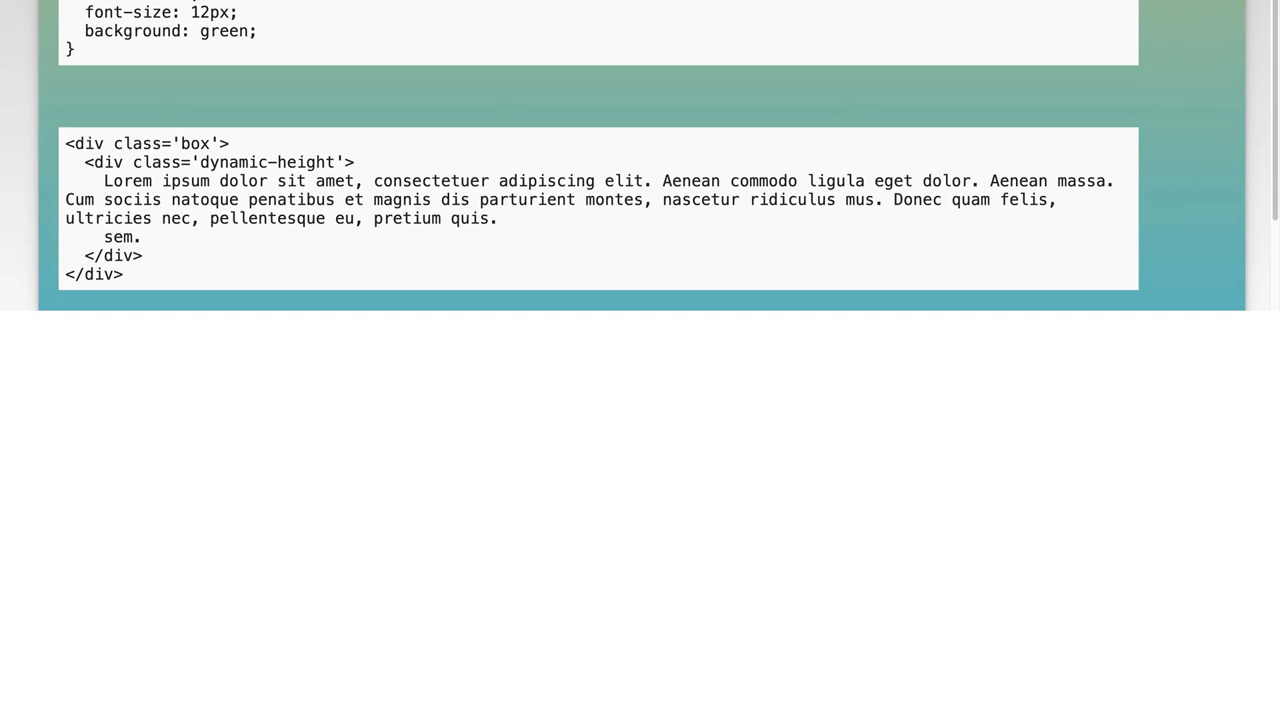 font-size: 12px;
background: green;
}
<div class='box'>
<div class='dynamic-height'>
Lorem ipsum dolor sit amet, consectetuer adipiscing elit. Aenean commodo ligula eget dolor. Aenean massa.
Cum sociis natoque penatibus et magnis dis parturient montes, nascetur ridiculus mus. Donec quam felis,
ultricies nec, pellentesque eu, pretium quis.
sem.
</div>
</div>